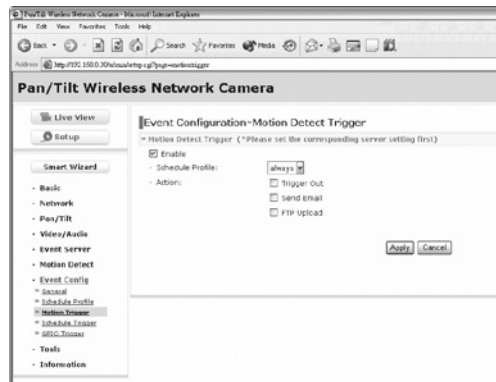 Pan/Tilt Wireless Network Camera - Microsoft Internet Explorer
File Edit View Favorites Tools Help
Back Search Favorites Media
Address
Pan/Tilt Wireless Network Camera
Live View
Setup
Smart Wizard
- Basic
- Network
- Pan/Tilt
- Video/Audio
- Event Server
- Motion Detect
- Event Config
» General
» Schedule Profile
» Motion Trigger
» Schedule Trigger
» GPIO Trigger
- Tools
- Information
Event Configuration-Motion Detect Trigger
» Motion Detect Trigger (*Please set the corresponding server setting first)
Enable
- Schedule Profile: always
- Action: Trigger Out
Send Email
FTP Upload
Apply Cancel